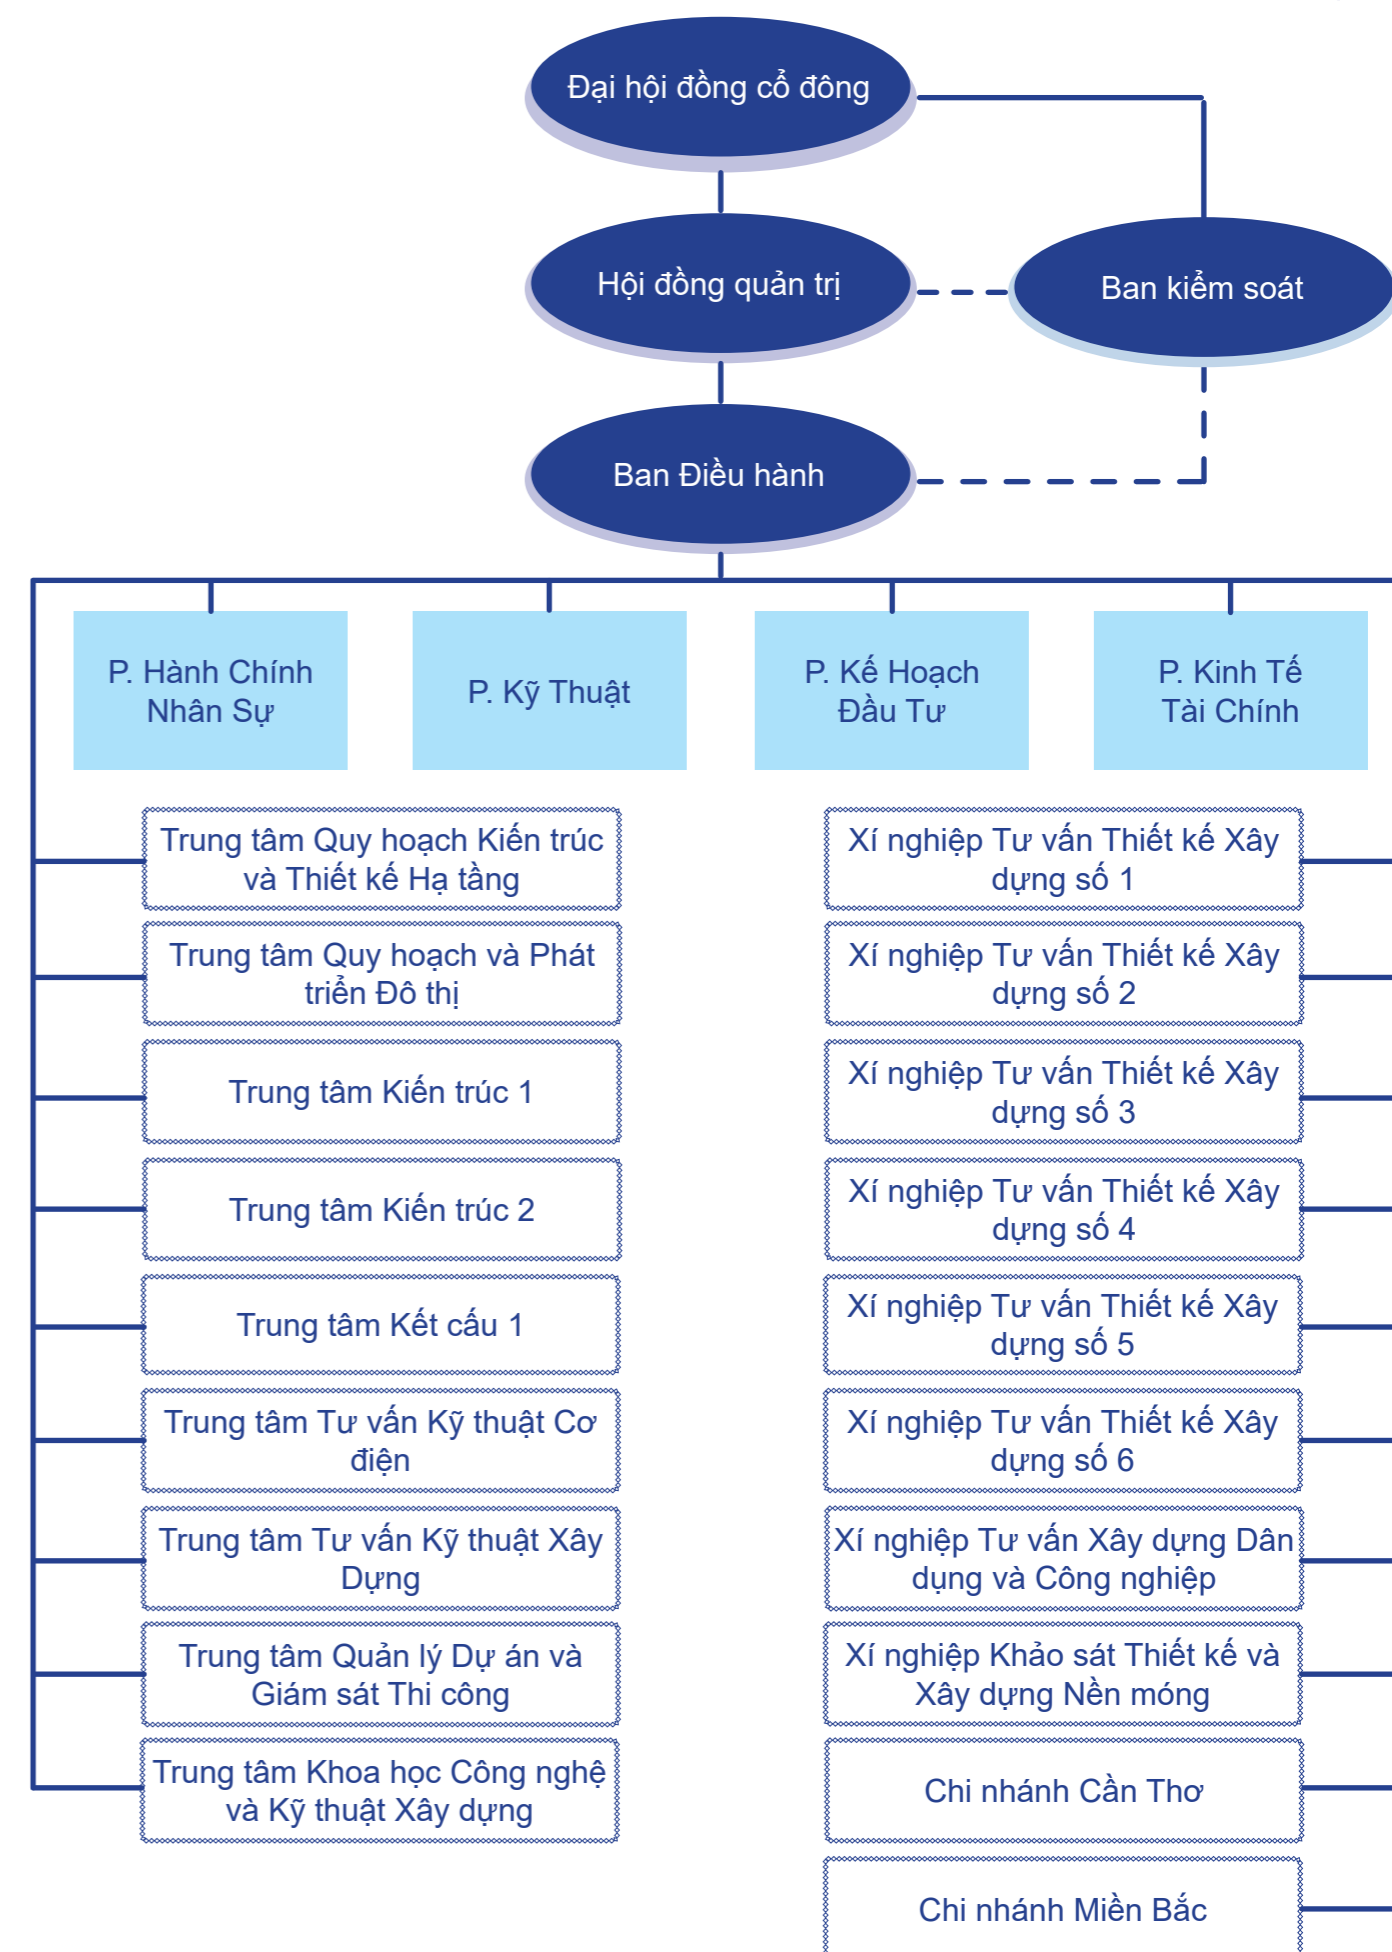 Đại hội đồng cổ đông
Hội đồng quản trị
Ban kiểm soát
Ban Điều hành
P. Hành Chính
Nhân Sự
P. Kỹ Thuật
P. Kế Hoạch
Đầu Tư
P. Kinh Tế
Tài Chính
Trung tâm Quy hoạch Kiến trúc
và Thiết kế Hạ tầng
Trung tâm Quy hoạch và Phát
triển Đô thị
Trung tâm Kiến trúc 1
Trung tâm Kiến trúc 2
Trung tâm Kết cấu 1
Trung tâm Tư vấn Kỹ thuật Cơ
điện
Trung tâm Tư vấn Kỹ thuật Xây
Dựng
Trung tâm Quản lý Dự án và
Giám sát Thi công
Trung tâm Khoa học Công nghệ
và Kỹ thuật Xây dựng
Xí nghiệp Tư vấn Thiết kế Xây
dựng số 1
Xí nghiệp Tư vấn Thiết kế Xây
dựng số 2
Xí nghiệp Tư vấn Thiết kế Xây
dựng số 3
Xí nghiệp Tư vấn Thiết kế Xây
dựng số 4
Xí nghiệp Tư vấn Thiết kế Xây
dựng số 5
Xí nghiệp Tư vấn Thiết kế Xây
dựng số 6
Xí nghiệp Tư vấn Xây dựng Dân
dụng và Công nghiệp
Xí nghiệp Khảo sát Thiết kế và
Xây dựng Nền móng
Chi nhánh Cần Thơ
Chi nhánh Miền Bắc